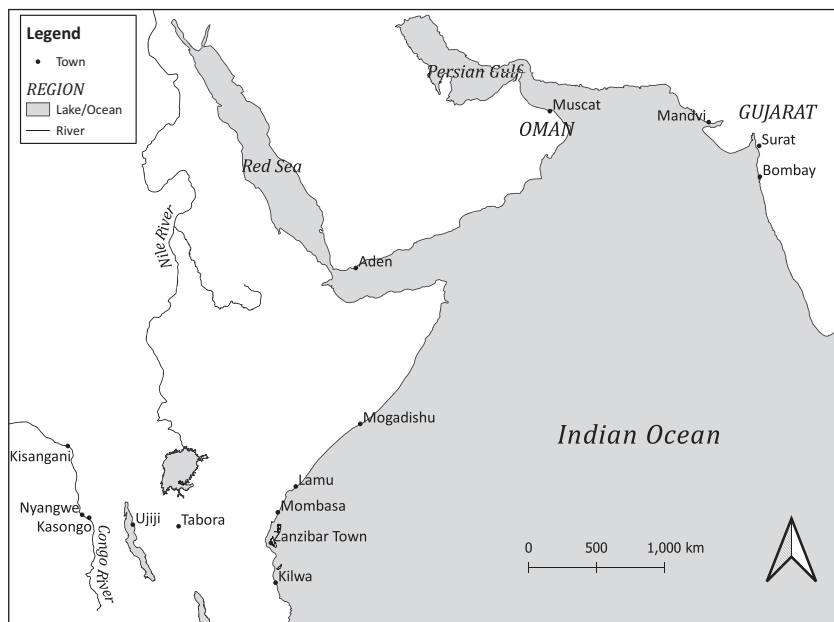 Legend
Town
REGION
Lake/Ocean
River
Persian Gulf
Muscat
OMAN
Mandvi
GUJARAT
Surat
Bombay
Red Sea
Nile River
Aden
Mogadishu
Indian Ocean
Kisangani
Lamu
Nyangwe
Mombasa
Kasongo
Ujiji
Tabora
Zanzibar Town
Congo River
Kilwa
0 500 1,000 km